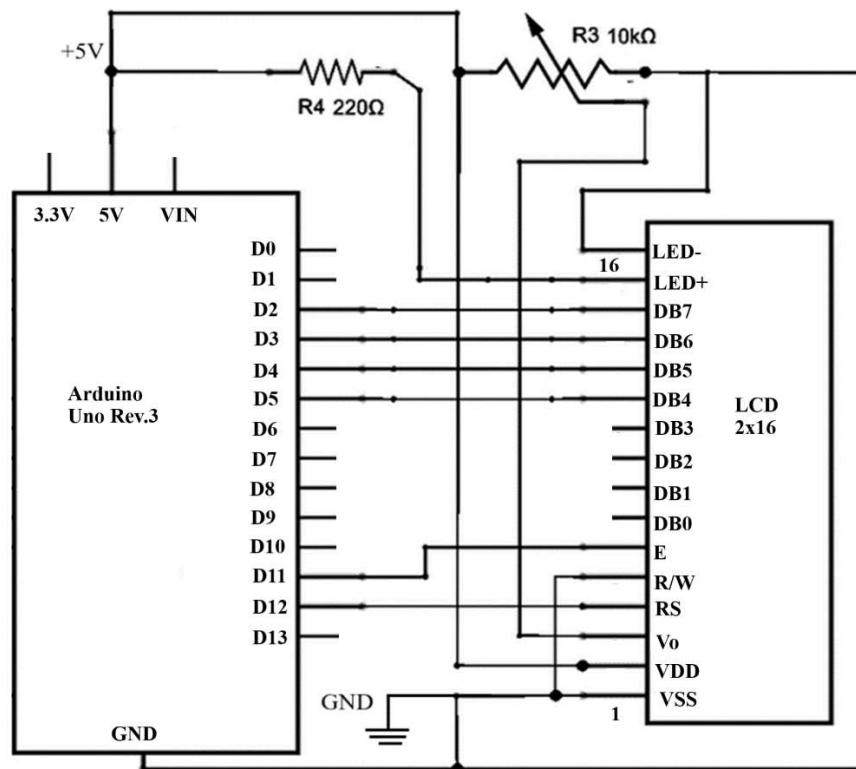 +5V
R3 10kΩ
R4 220Ω
3.3V
5V
VIN
D0
D1
D2
D3
D4
D5
D6
D7
D8
D9
D10
D11
D12
D13
Arduino
Uno Rev.3
GND
GND
16
1
LED-
LED+
DB7
DB6
DB5
DB4
DB3
DB2
DB1
DB0
E
R/W
RS
Vo
VDD
VSS
LCD
2x16